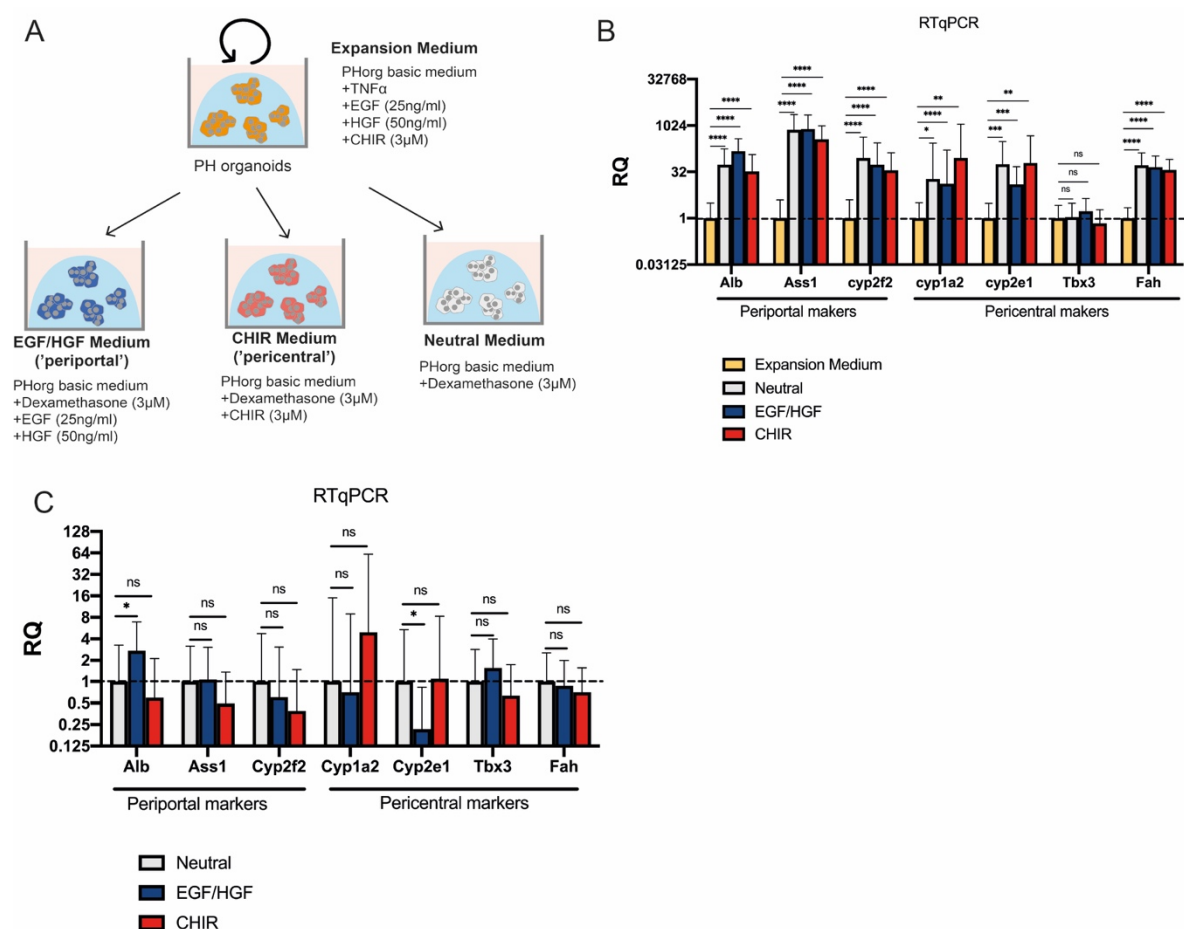 A
Expansion Medium
PHorg basic medium
+TNFα
+EGF (25ng/ml)
+HGF (50ng/ml)
+CHIR (3µM)
PH organoids
EGF/HGF Medium
('periportal')
PHorg basic medium
+Dexamethasone (3µM)
+EGF (25ng/ml)
+HGF (50ng/ml)
CHIR Medium
('pericentral')
PHorg basic medium
+Dexamethasone (3µM)
+CHIR (3µM)
Neutral Medium
PHorg basic medium
+Dexamethasone (3µM)
B
RTqPCR
RQ
32768
1024
32
1
0.03125
**** **** **** ** ** ****
**** **** **** **** *** ns ****
**** **** **** * *** ns ns ****
Alb Ass1 cyp2f2 cyp1a2 cyp2e1 Tbx3 Fah
Periportal makers Pericentral makers
Expansion Medium
Neutral
EGF/HGF
CHIR
C
RTqPCR
RQ
128
64
32
16
8
4
2
1
0.5
0.25
0.125
ns ns ns ns ns ns ns
* ns ns ns * ns ns
Alb Ass1 Cyp2f2 Cyp1a2 Cyp2e1 Tbx3 Fah
Periportal markers Pericentral markers
Neutral
EGF/HGF
CHIR